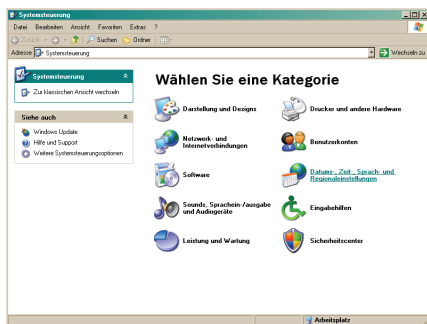 Systemsteuerung
Datei Bearbeiten Ansicht Favoriten Extras ?
Zurück Suchen Ordner
Adresse Systemsteuerung Wechseln zu
Systemsteuerung
Zur klassischen Ansicht wechseln
Siehe auch
Windows Update
Hilfe und Support
Weitere Systemsteuerungsoptionen
Wählen Sie eine Kategorie
Darstellung und Designs
Drucker und andere Hardware
Netzwerk- und
Internetverbindungen
Benutzerkonten
Software
Datums-, Zeit-, Sprach- und
Regionaleinstellungen
Sounds, Sprachein-/ausgabe
und Audiogeräte
Eingabehilfen
Leistung und Wartung
Sicherheitscenter
Arbeitsplatz